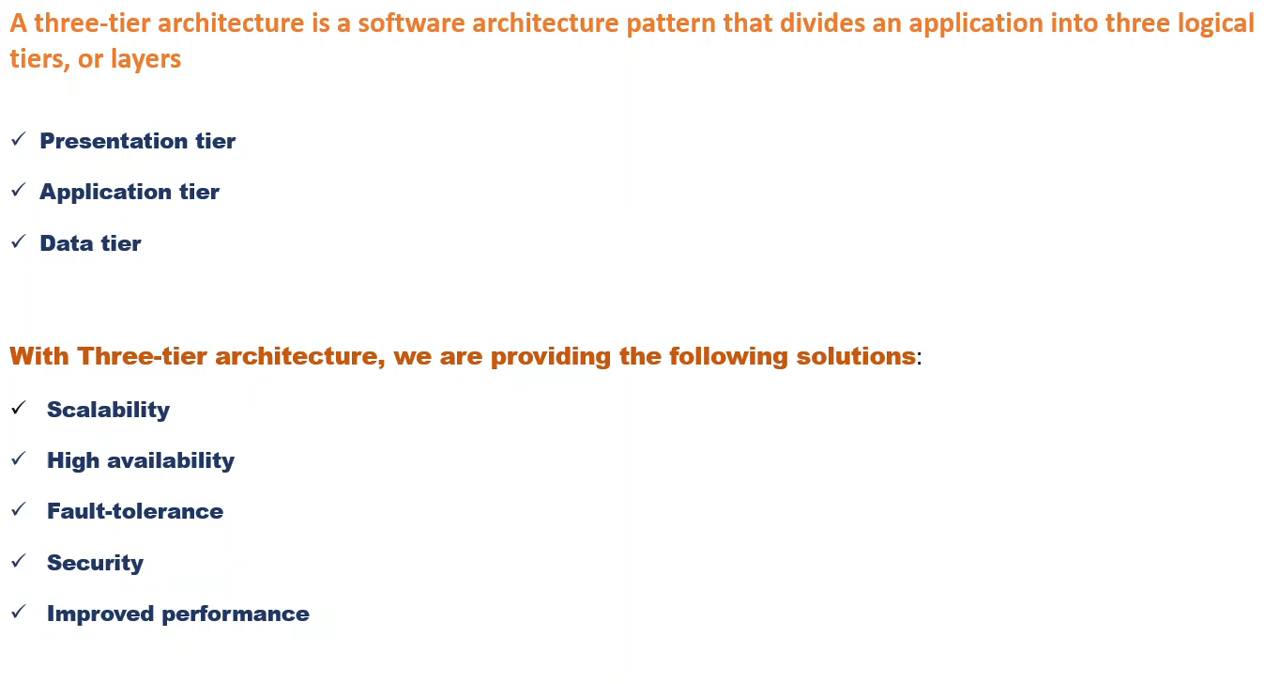 A three-tier architecture is a software architecture pattern that divides an application into three logical
tiers, or layers
✓ Presentation tier
✓ Application tier
✓ Data tier
With Three-tier architecture, we are providing the following solutions:
✓ Scalability
✓ High availability
✓ Fault-tolerance
✓ Security
✓ Improved performance